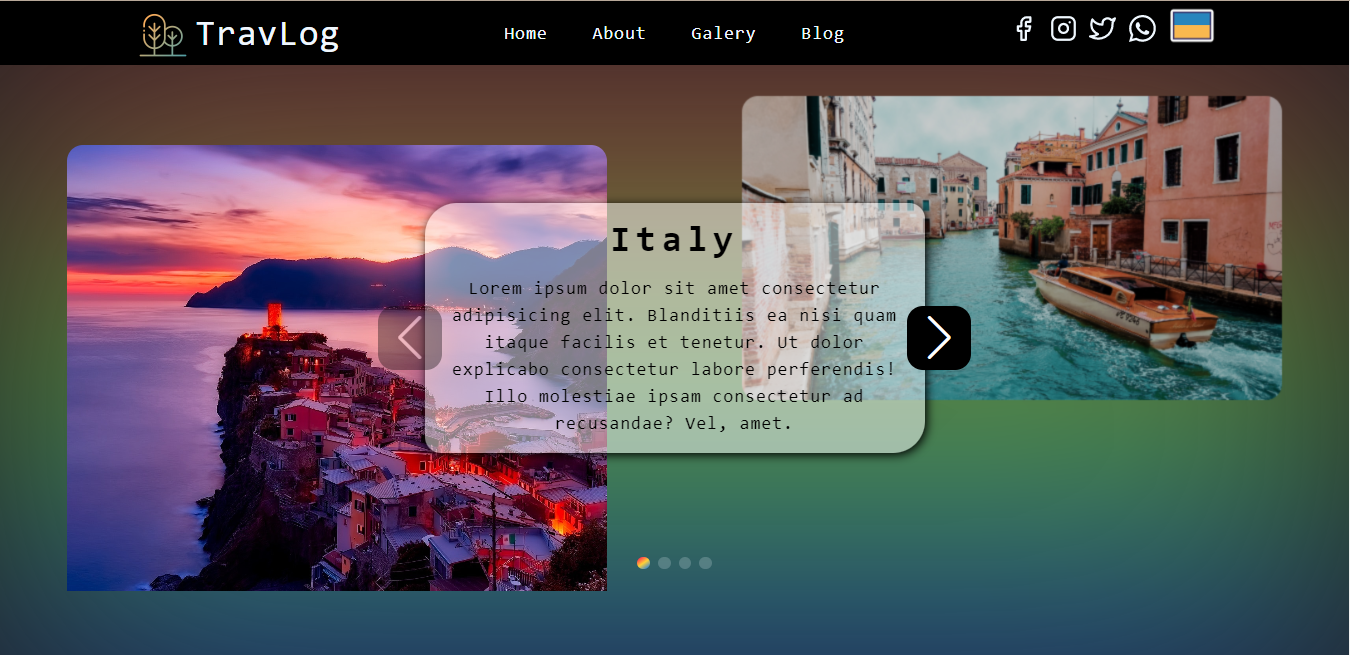 TravLog
Home About Galery Blog
Italy
Lorem ipsum dolor sit amet consectetur
adipisicing elit. Blanditiis ea nisi quam
itaque facilis et tenetur. Ut dolor
explicabo consectetur labore perferendis!
Illo molestiae ipsam consectetur ad
recusandae? Vel, amet.